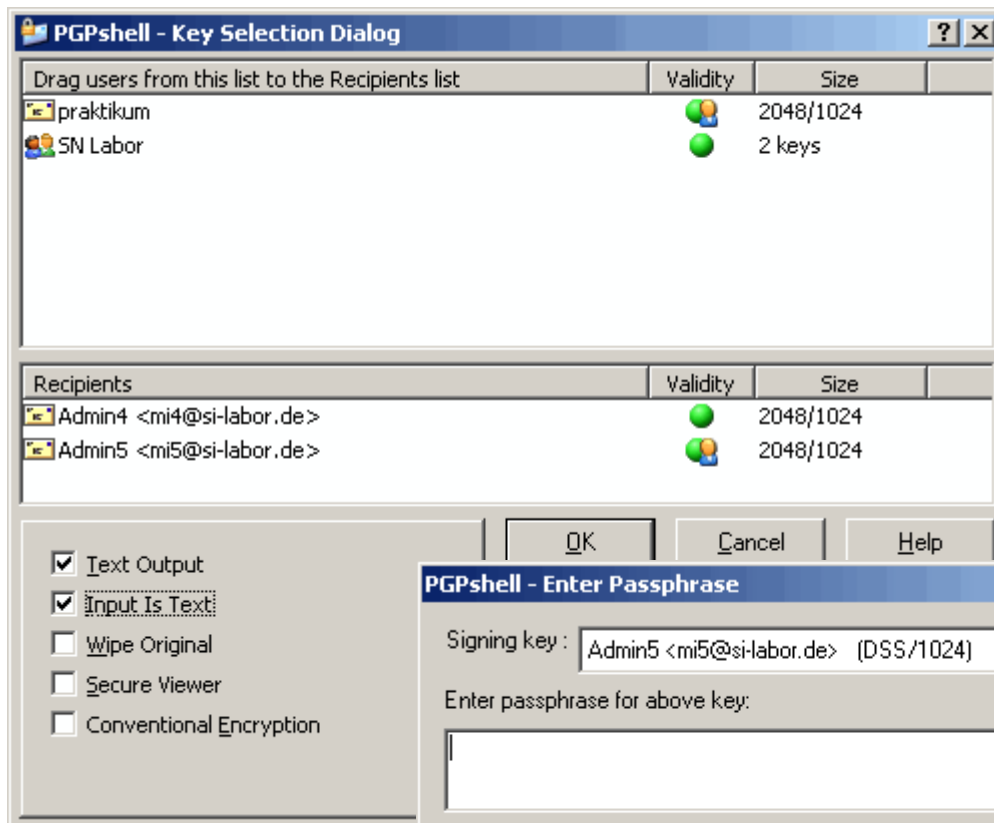 PGPshell - Key Selection Dialog
Drag users from this list to the Recipients list Validity Size
praktikum 2048/1024
SN Labor 2 keys
Recipients Validity Size
Admin4 <mi4@si-labor.de> 2048/1024
Admin5 <mi5@si-labor.de> 2048/1024
OK Cancel Help
Text Output
Input Is Text
Wipe Original
Secure Viewer
Conventional Encryption
PGPshell - Enter Passphrase
Signing key : Admin5 <mi5@si-labor.de> (DSS/1024)
Enter passphrase for above key: